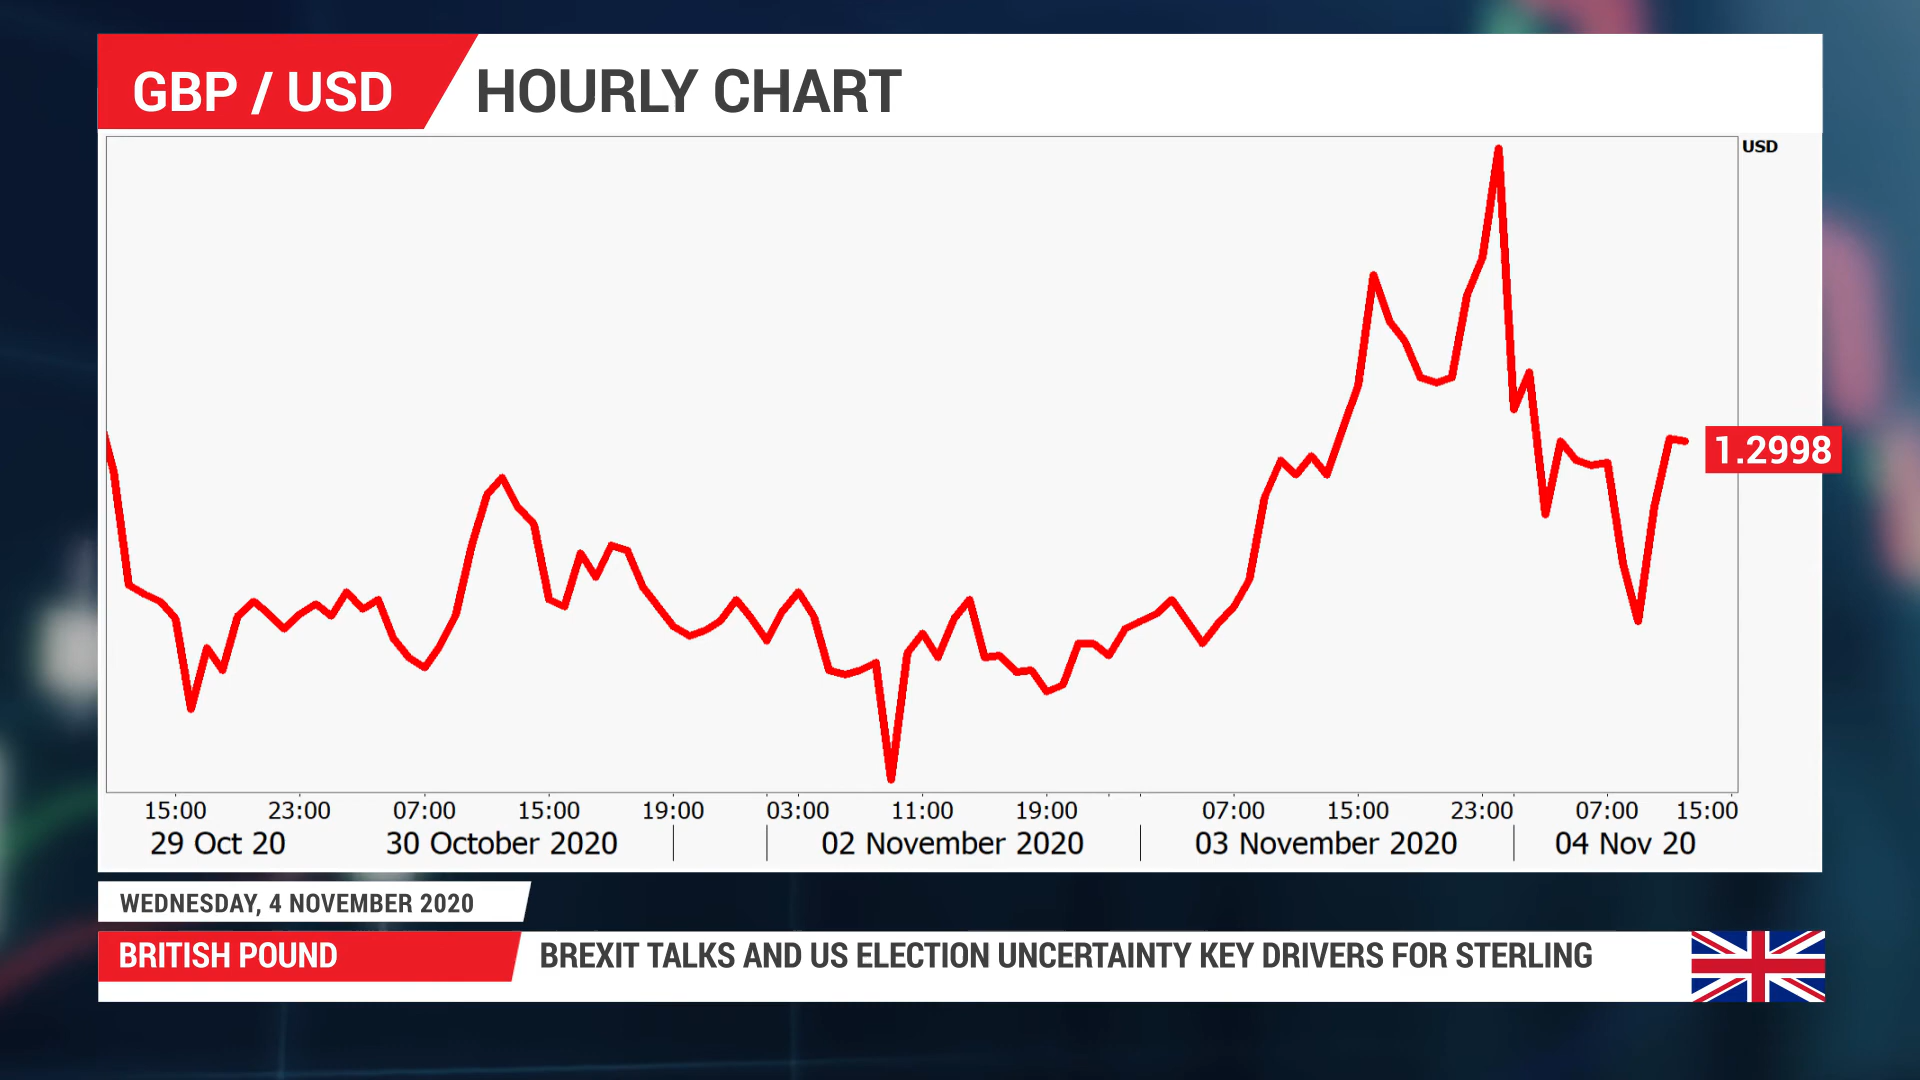 GBP / USD HOURLY CHART
USD
1.2998
15:00 23:00 07:00 15:00 19:00 03:00 11:00 19:00 07:00 15:00 23:00 07:00 15:00
29 Oct 20 30 October 2020 02 November 2020 03 November 2020 04 Nov 20
WEDNESDAY, 4 NOVEMBER 2020
BRITISH POUND BREXIT TALKS AND US ELECTION UNCERTAINTY KEY DRIVERS FOR STERLING